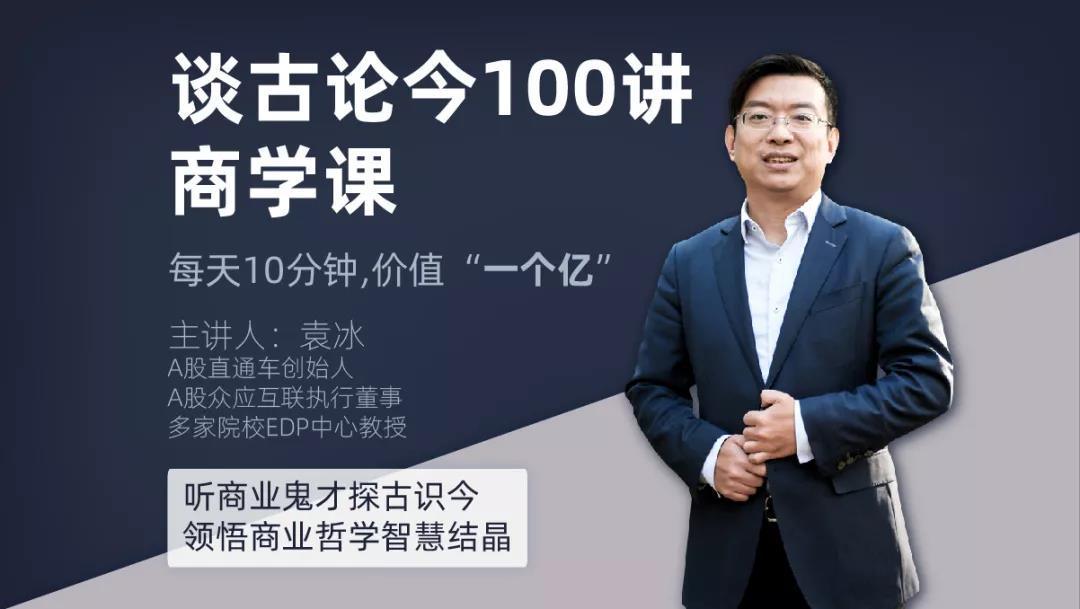 谈古论今100讲
商学课
每天10分钟,价值“一个亿”
主讲人：袁冰
A股直通车创始人
A股众应互联执行董事
多家院校EDP中心教授
听商业鬼才探古识今
领悟商业哲学智慧结晶